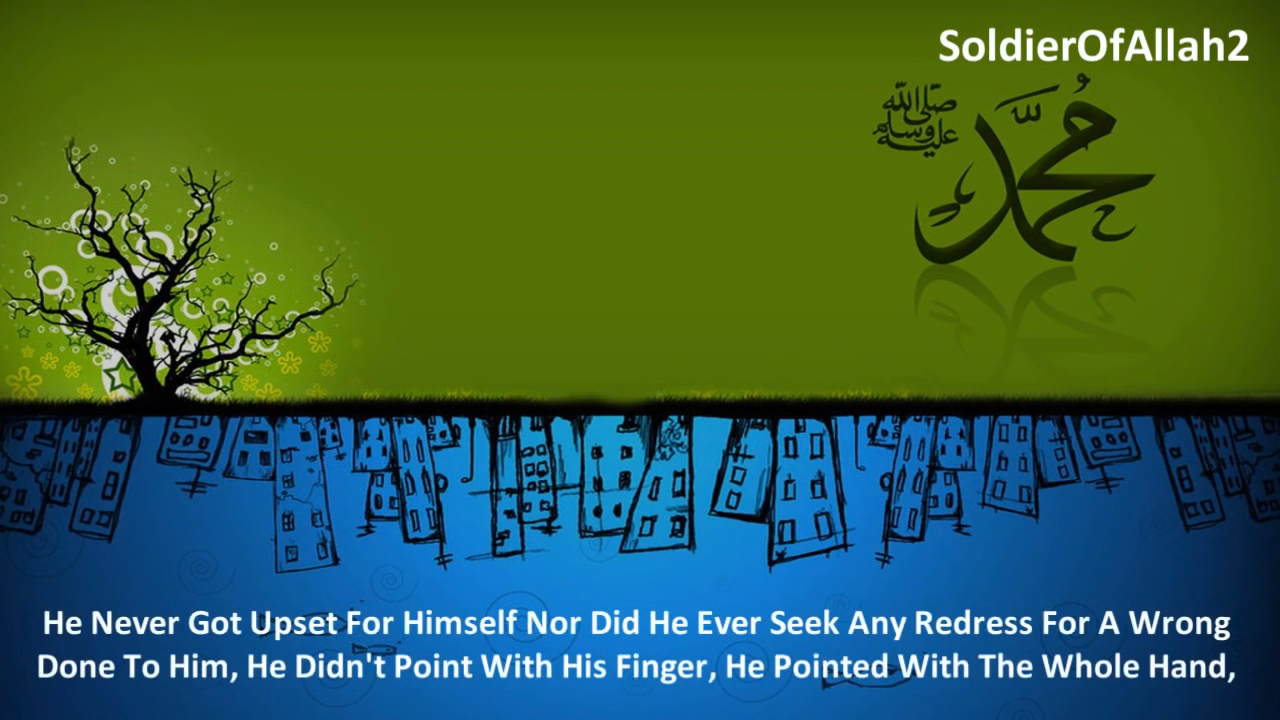 SoldierOfAllah2
صلى الله
عليه وسلم
محمد
He Never Got Upset For Himself Nor Did He Ever Seek Any Redress For A Wrong
Done To Him, He Didn't Point With His Finger, He Pointed With The Whole Hand,